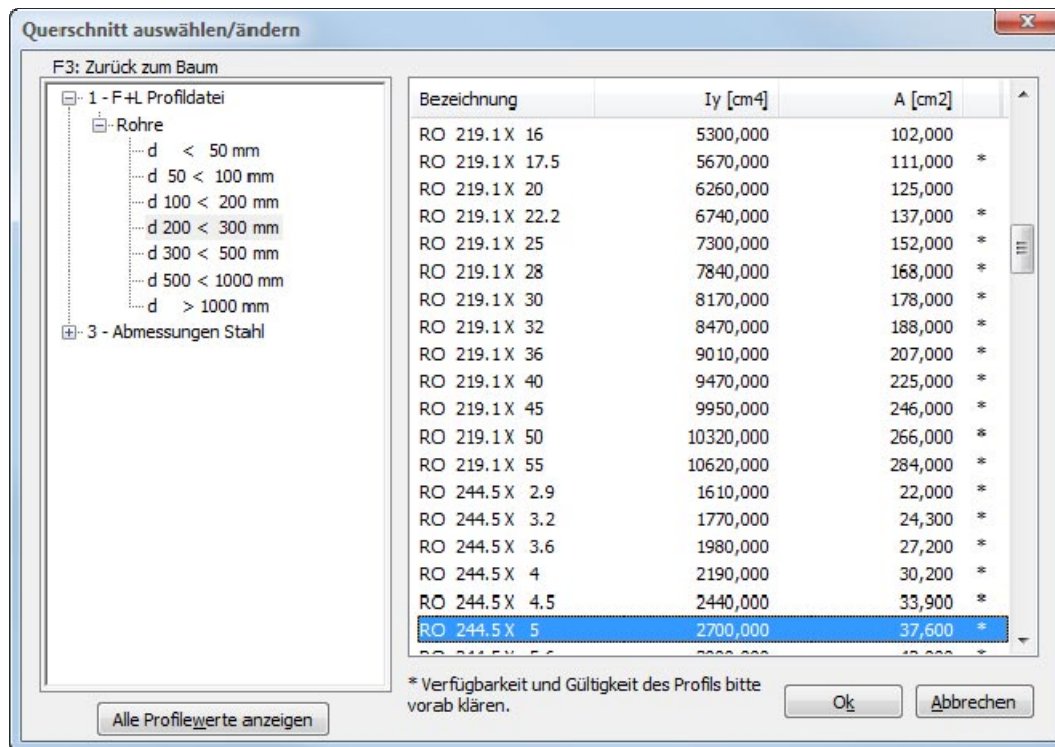 Querschnitt auswählen/ändern
F3: Zurück zum Baum
1 - F+L Profildatei
Rohre
d < 50 mm
d 50 < 100 mm
d 100 < 200 mm
d 200 < 300 mm
d 300 < 500 mm
d 500 < 1000 mm
d > 1000 mm
3 - Abmessungen Stahl
Bezeichnung Iy [cm4] A [cm2]
RO 219.1 X 16 5300,000 102,000
RO 219.1 X 17.5 5670,000 111,000 *
RO 219.1 X 20 6260,000 125,000
RO 219.1 X 22.2 6740,000 137,000 *
RO 219.1 X 25 7300,000 152,000 *
RO 219.1 X 28 7840,000 168,000 *
RO 219.1 X 30 8170,000 178,000 *
RO 219.1 X 32 8470,000 188,000 *
RO 219.1 X 36 9010,000 207,000 *
RO 219.1 X 40 9470,000 225,000 *
RO 219.1 X 45 9950,000 246,000 *
RO 219.1 X 50 10320,000 266,000 *
RO 219.1 X 55 10620,000 284,000 *
RO 244.5 X 2.9 1610,000 22,000 *
RO 244.5 X 3.2 1770,000 24,300 *
RO 244.5 X 3.6 1980,000 27,200 *
RO 244.5 X 4 2190,000 30,200 *
RO 244.5 X 4.5 2440,000 33,900 *
RO 244.5 X 5 2700,000 37,600 *
* Verfügbarkeit und Gültigkeit des Profils bitte
vorab klären.
Alle Profilewerte anzeigen
Ok
Abbrechen